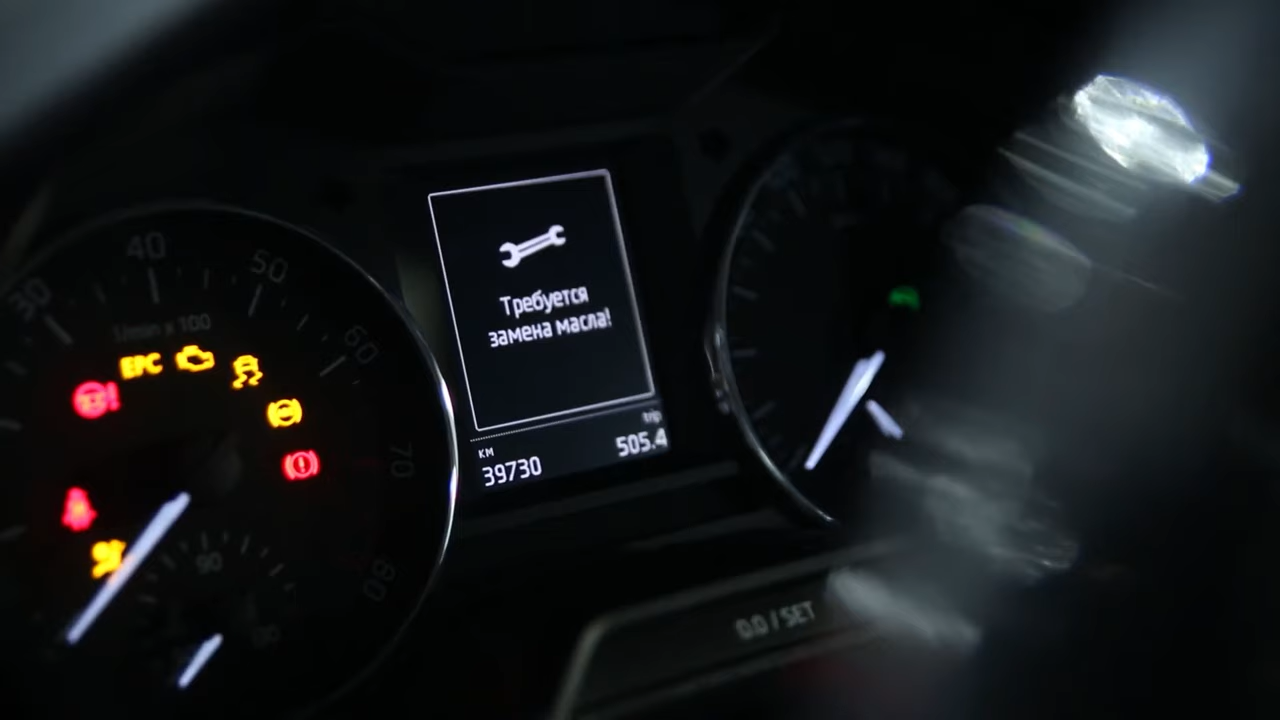 30
40
50
60
70
80
1/min x 100
EPC
90
Требуется
замена масла!
trip
км
39730
505.4
0.0 / SET